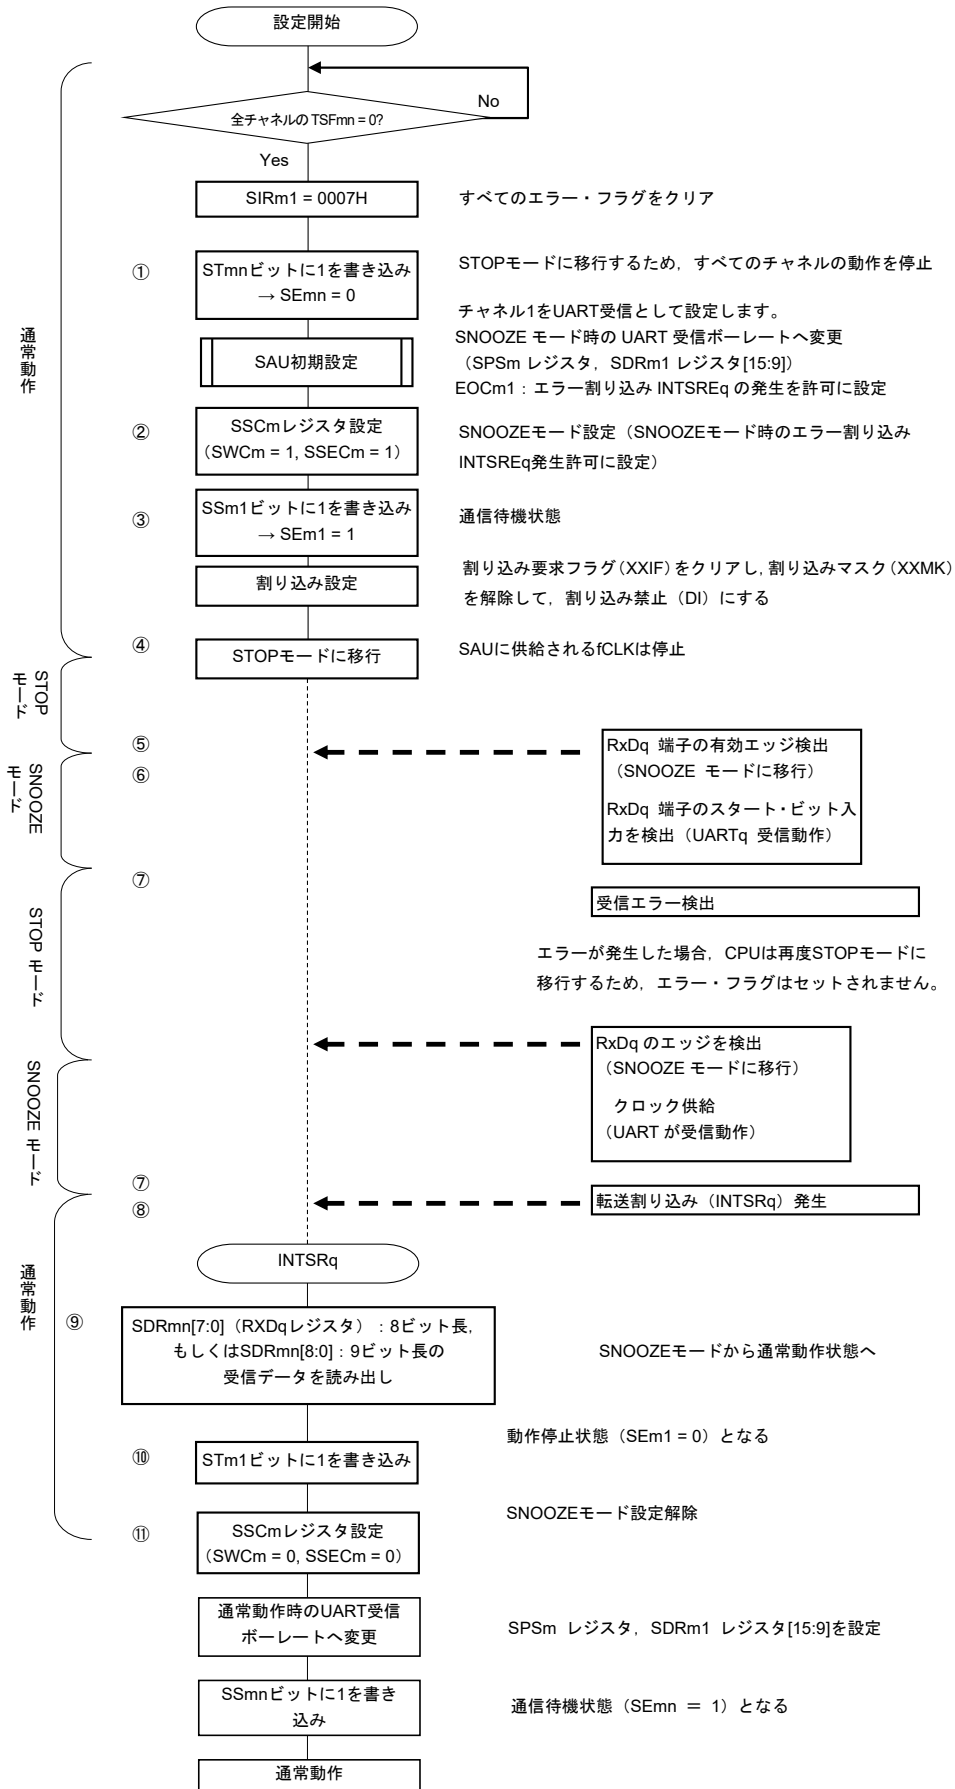 設定開始
No
全チャネルの TSFmn = 0?
Yes
SIRm1 = 0007H
すべてのエラー・フラグをクリア
①
STmnビットに1を書き込み
→ SEmn = 0
STOPモードに移行するため，すべてのチャネルの動作を停止
通常動作
SAU初期設定
チャネル1をUART受信として設定します。
SNOOZE モード時の UART 受信ボーレートへ変更
（SPSm レジスタ，SDRm1 レジスタ[15:9]）
EOCm1：エラー割り込み INTSREq の発生を許可に設定
②
SSCmレジスタ設定
（SWCm = 1, SSECm = 1）
SNOOZEモード設定（SNOOZEモード時のエラー割り込み
INTSREq発生許可に設定）
③
SSm1ビットに1を書き込み
→ SEm1 = 1
通信待機状態
割り込み設定
割り込み要求フラグ（XXIF）をクリアし，割り込みマスク（XXMK）
を解除して，割り込み禁止（DI）にする
④
STOPモードに移行
SAUに供給されるfCLKは停止
STOP
モード
⑤
⑥
RxDq 端子の有効エッジ検出
（SNOOZE モードに移行）
RxDq 端子のスタート・ビット入
力を検出（UARTq 受信動作）
SNOOZE
モード
⑦
受信エラー検出
STOP モード
エラーが発生した場合，CPUは再度STOPモードに
移行するため，エラー・フラグはセットされません。
RxDq のエッジを検出
（SNOOZE モードに移行）
クロック供給
（UART が受信動作）
SNOOZE モード
⑦
⑧
転送割り込み（INTSRq）発生
INTSRq
通常動作
⑨
SDRmn[7:0]（RXDqレジスタ）：8ビット長，
もしくはSDRmn[8:0]：9ビット長の
受信データを読み出し
SNOOZEモードから通常動作状態へ
⑩
STm1ビットに1を書き込み
動作停止状態（SEm1 = 0）となる
⑪
SSCmレジスタ設定
（SWCm = 0, SSECm = 0）
SNOOZEモード設定解除
通常動作時のUART受信
ボーレートへ変更
SPSm レジスタ，SDRm1 レジスタ[15:9]を設定
SSmnビットに1を書き
込み
通信待機状態（SEmn ＝ 1）となる
通常動作